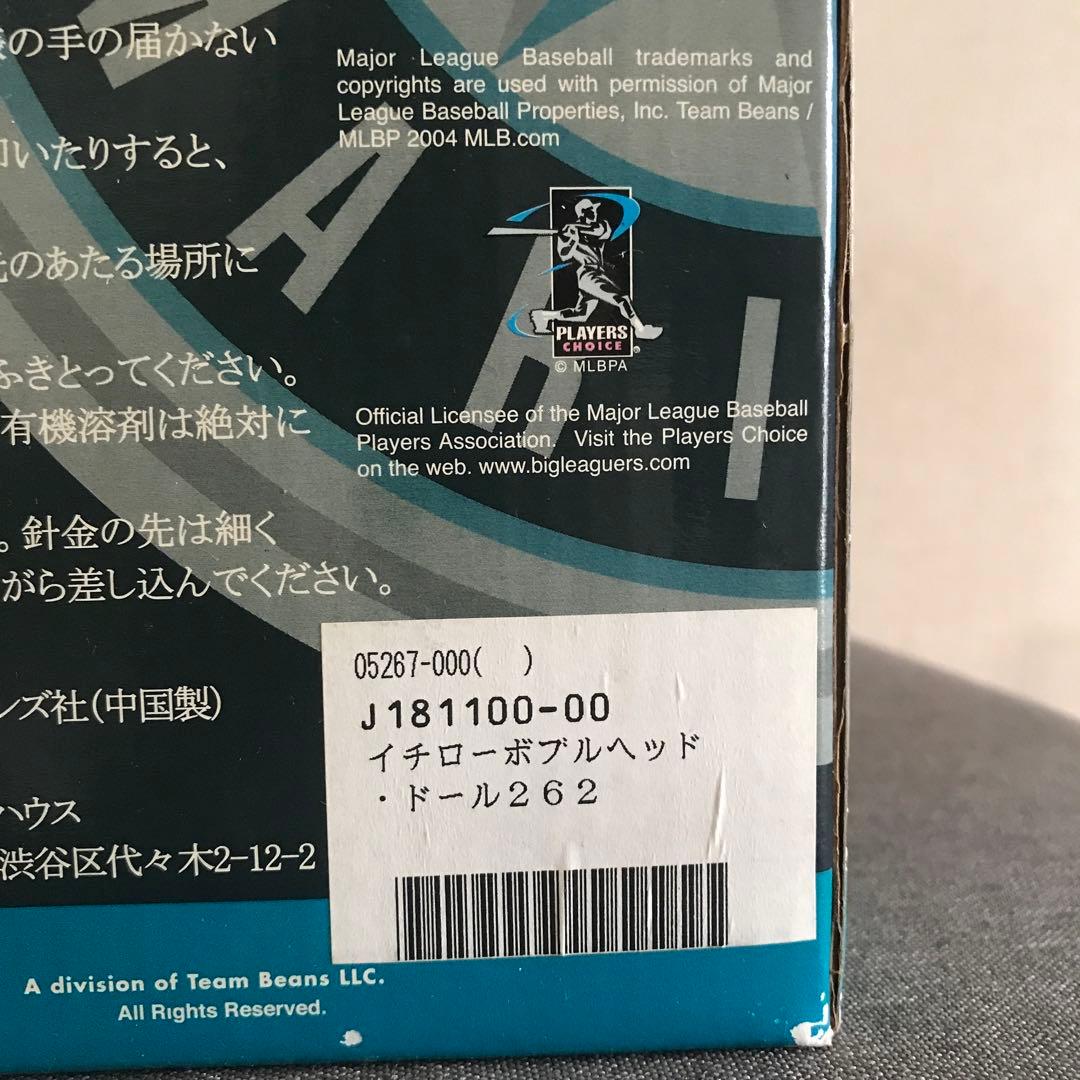 の手の届かない
いたりすると、
のあたる場所に
ふきとってください。
有機溶剤は絶対に
。針金の先は細く
がら差し込んでください。
ンズ社(中国製)
ハウス
渋谷区代々木2-12-2
Major League Baseball trademarks and
copyrights are used with permission of Major
League Baseball Properties, Inc. Team Beans /
MLBP 2004 MLB.com
PLAYERS
CHOICE®
© MLBPA
Official Licensee of the Major League Baseball
Players Association. Visit the Players Choice
on the web. www.bigleaguers.com
05267-000( )
J181100-00
イチローボブルヘッド
・ドール262
A division of Team Beans LLC.
All Rights Reserved.